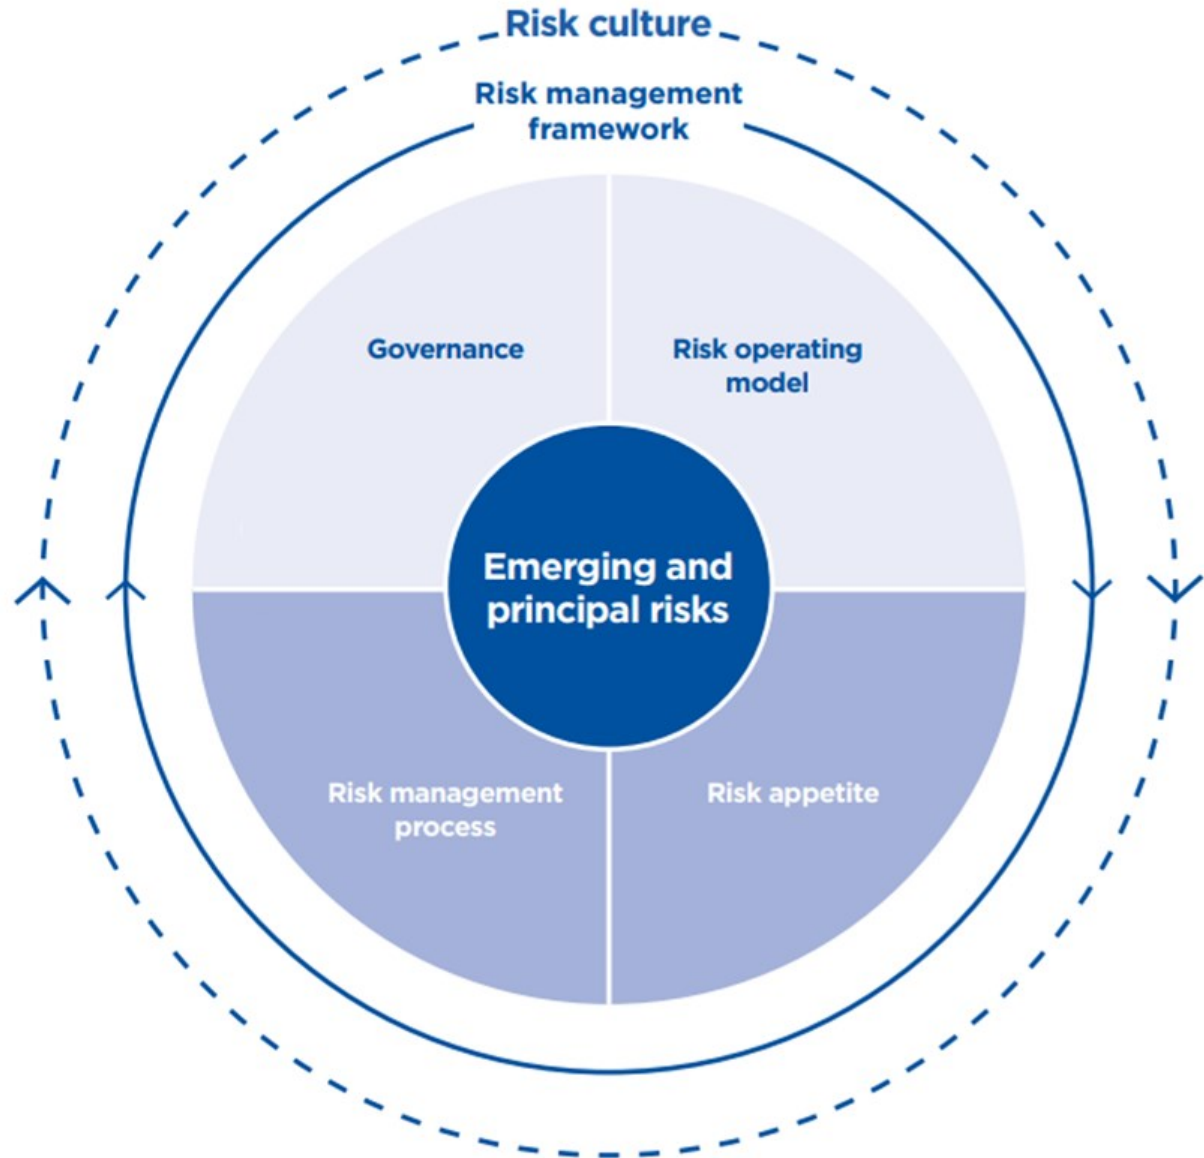 Risk culture
Risk management
framework
Governance
Risk operating
model
Emerging and
principal risks
Risk management
process
Risk appetite